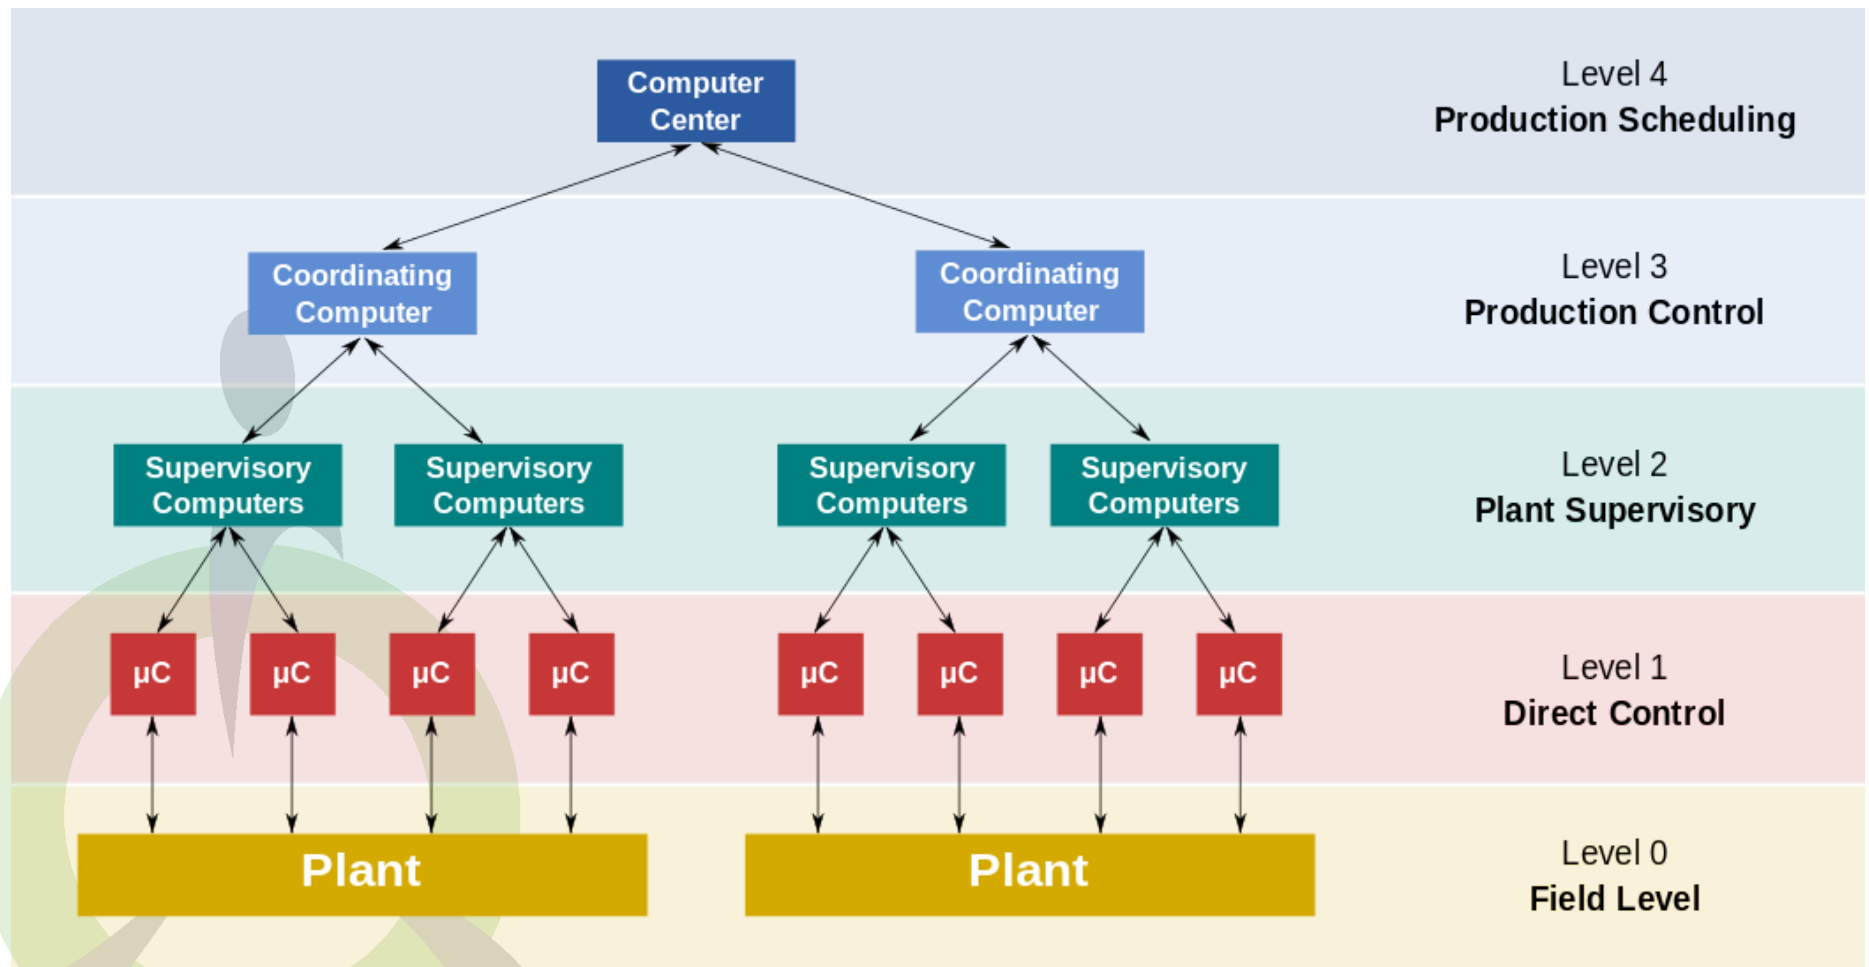 Computer
Center
Level 4
Production Scheduling
Coordinating
Computer
Coordinating
Computer
Level 3
Production Control
Supervisory
Computers
Supervisory
Computers
Supervisory
Computers
Supervisory
Computers
Level 2
Plant Supervisory
µC
µC
µC
µC
µC
µC
µC
µC
Level 1
Direct Control
Plant
Plant
Level 0
Field Level